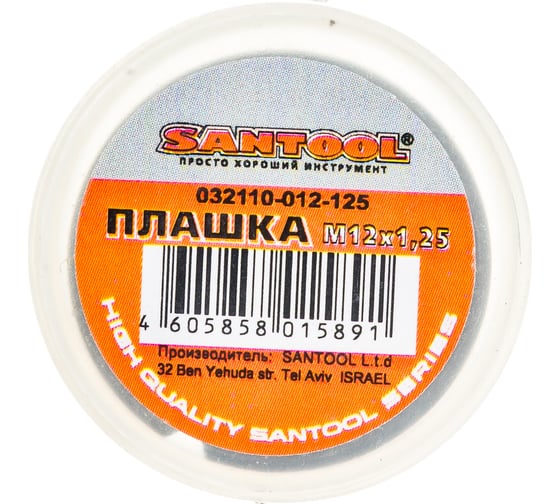 SANTOOL®
ПРОСТО ХОРОШИЙ ИНСТРУМЕНТ
032110-012-125
ПЛАШКА М12х1,25
4 605858 015891
Производитель: SANTOOL L.t.d
32 Ben Yehuda str. Tel Aviv ISRAEL
HIGH QUALITY SANTOOL SERIES